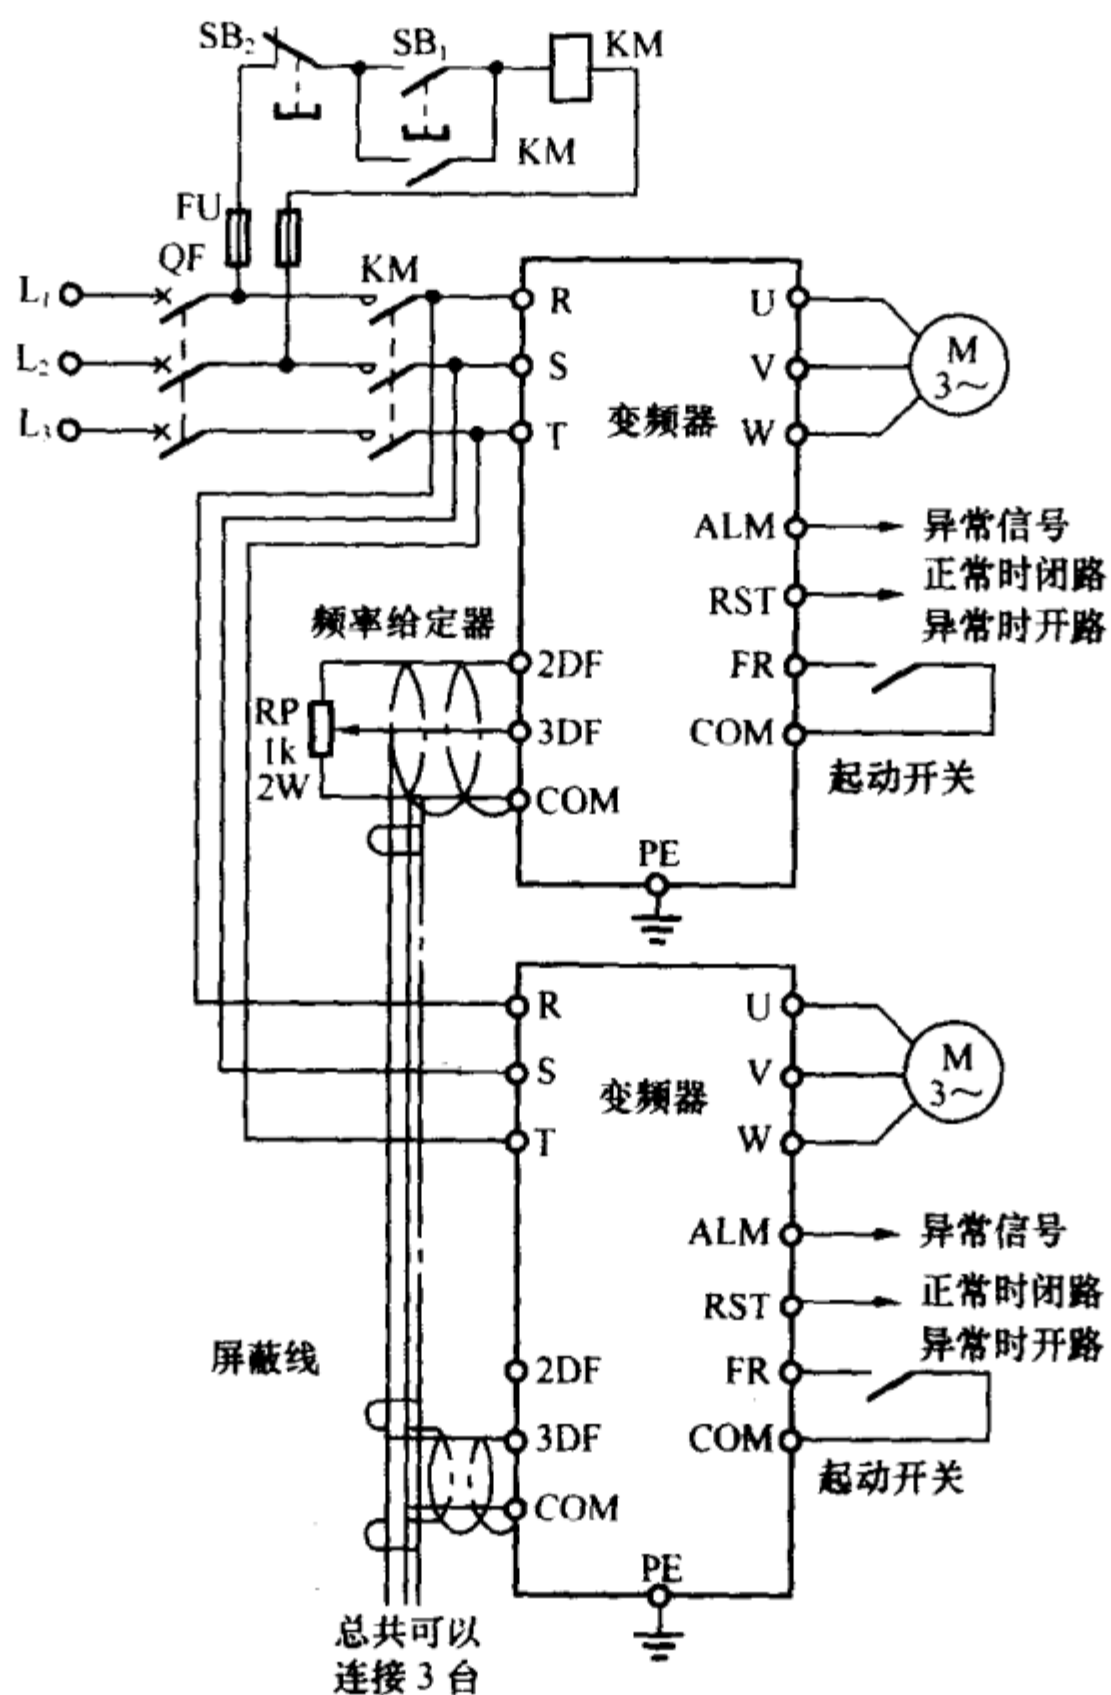 SB₂
SB₁
KM
KM
FU
QF
KM
L₁
L₂
L₃
R
S
T
变频器
U
V
W
M
3～
ALM
异常信号
RST
正常时闭路
异常时开路
频率给定器
2DF
3DF
COM
RP
1k
2W
FR
COM
起动开关
PE
R
S
T
变频器
U
V
W
M
3～
ALM
异常信号
RST
正常时闭路
异常时开路
屏蔽线
2DF
3DF
COM
FR
COM
起动开关
PE
总共可以
连接3台